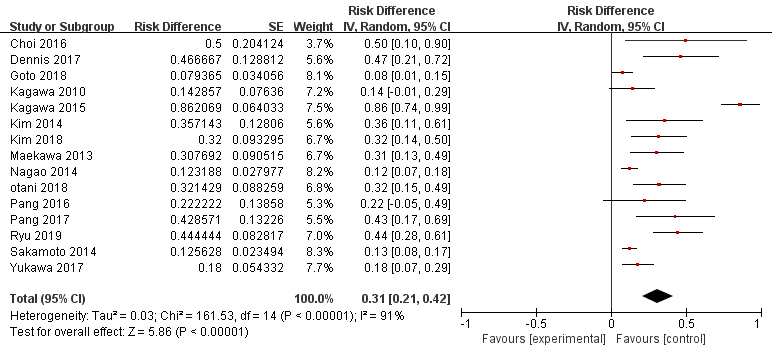 Risk Difference Risk Difference
Study or Subgroup Risk Difference SE Weight IV, Random, 95% CI IV, Random, 95% CI
Choi 2016 0.5 0.204124 3.7% 0.50 [0.10, 0.90]
Dennis 2017 0.466667 0.128812 5.6% 0.47 [0.21, 0.72]
Goto 2018 0.079365 0.034056 8.1% 0.08 [0.01, 0.15]
Kagawa 2010 0.142857 0.07636 7.1% 0.14 [-0.01, 0.29]
Kagawa 2015 0.862069 0.064033 7.4% 0.86 [0.74, 0.99]
Kim 2014 0.357143 0.12806 5.6% 0.36 [0.11, 0.61]
Kim 2018 0.32 0.093295 6.6% 0.32 [0.14, 0.50]
Maekawa 2013 0.307692 0.090515 6.7% 0.31 [0.13, 0.49]
Nagao 2014 0.123188 0.027977 8.2% 0.12 [0.07, 0.18]
otani 2018 0.321429 0.088259 6.8% 0.32 [0.15, 0.49]
Pang 2016 0.222222 0.13858 5.3% 0.22 [-0.05, 0.49]
Pang 2017 0.428571 0.13226 5.5% 0.43 [0.17, 0.69]
Ryu 2019 0.444444 0.082817 6.9% 0.44 [0.28, 0.61]
Sakamoto 2014 0.125628 0.023494 8.3% 0.13 [0.08, 0.17]
Yukawa 2017 0.18 0.054332 7.7% 0.18 [0.07, 0.29]
Total (95% CI) 100.0% 0.31 [0.21, 0.42]
Heterogeneity: Tau² = 0.03; Chi² = 161.53, df = 14 (P < 0.00001); I² = 91%
Test for overall effect: Z = 5.86 (P < 0.00001)
-1 -0.5 0 0.5 1
Favours [experimental] Favours [control]